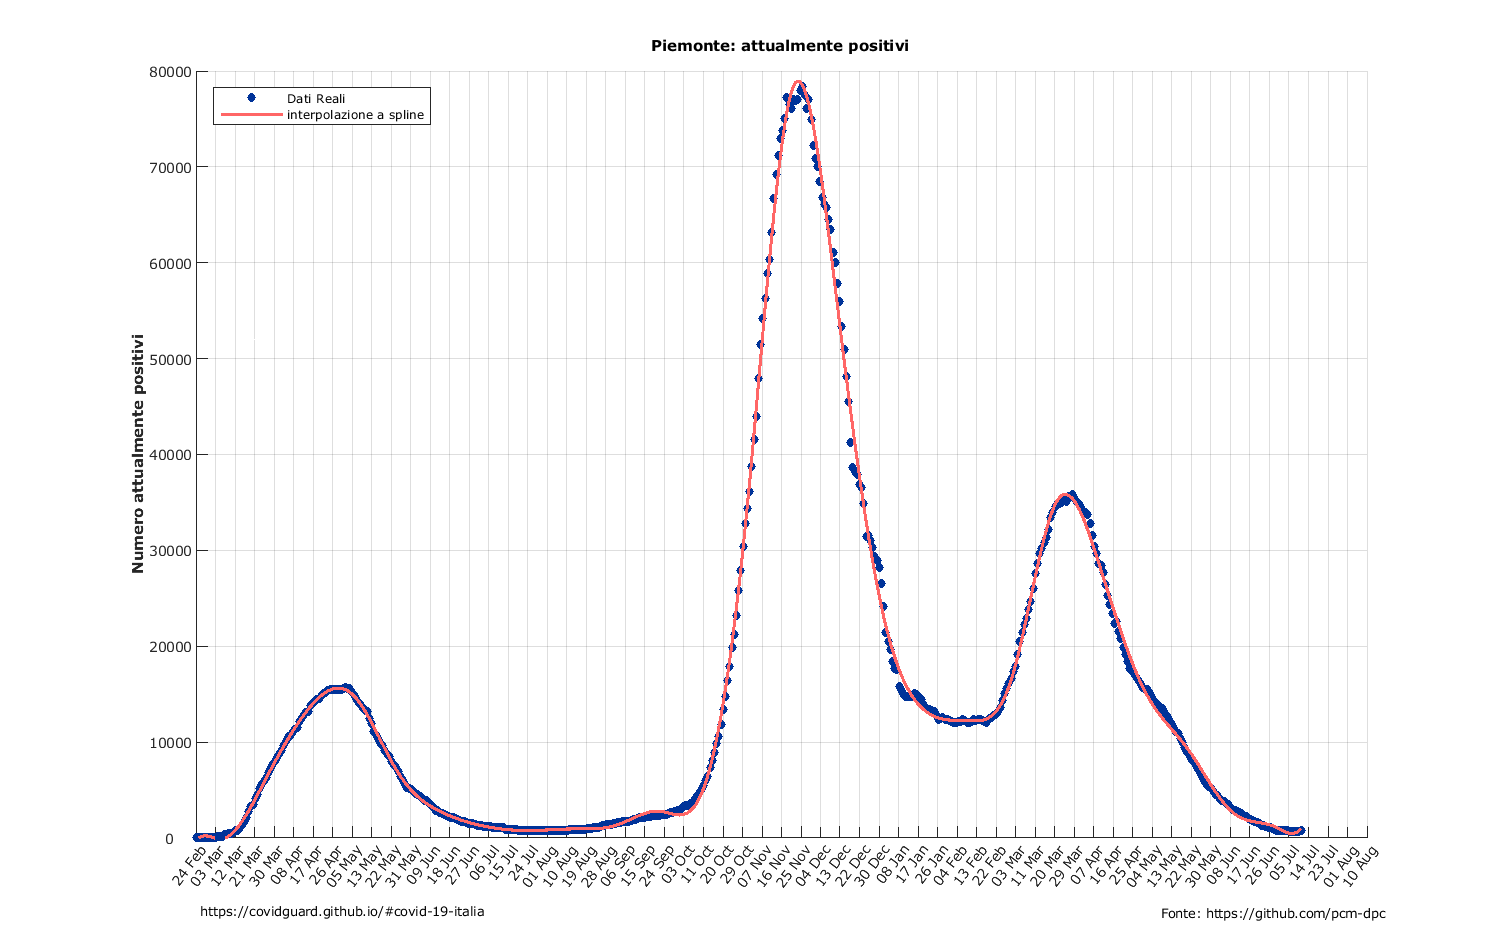 Piemonte: attualmente positivi
80000
70000
60000
50000
40000
30000
20000
10000
0
Numero attualmente positivi
Dati Reali
interpolazione a spline
24 Feb
03 Mar
12 Mar
21 Mar
30 Mar
08 Apr
17 Apr
26 Apr
05 May
13 May
22 May
31 May
09 Jun
18 Jun
27 Jun
06 Jul
15 Jul
24 Jul
01 Aug
10 Aug
19 Aug
28 Aug
06 Sep
15 Sep
24 Sep
03 Oct
11 Oct
20 Oct
29 Oct
07 Nov
16 Nov
25 Nov
04 Dec
13 Dec
22 Dec
30 Dec
08 Jan
17 Jan
26 Jan
04 Feb
13 Feb
22 Feb
03 Mar
11 Mar
20 Mar
29 Mar
07 Apr
16 Apr
25 Apr
04 May
13 May
22 May
30 May
08 Jun
17 Jun
26 Jun
05 Jul
14 Jul
23 Jul
01 Aug
10 Aug
https://covidguard.github.io/#covid-19-italia
Fonte: https://github.com/pcm-dpc